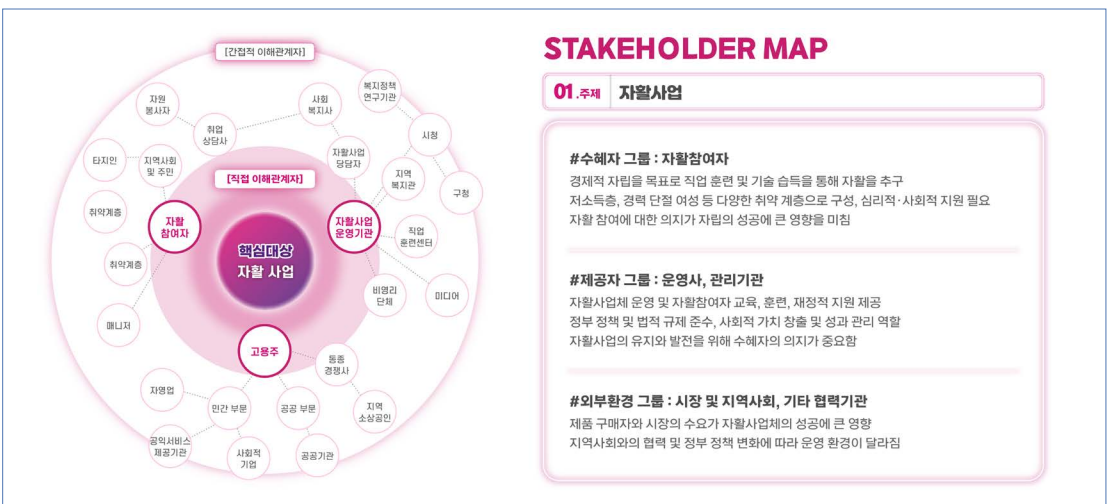 [간접적 이해관계자]
복지정책
연구기관
자원
봉사자
사회
복지사
취업
상담사
시청
자활사업
담당자
타지인
지역사회
및 주민
지역
복지관
[직접 이해관계자]
구청
취약계층
자활
참여자
자활사업
운영기관
직업
훈련센터
핵심대상
자활 사업
취약계층
비영리
단체
미디어
매니저
고용주
동종
경쟁사
자영업
민간 부문
공공 부문
지역
소상공인
공익서비스
제공기관
사회적
기업
공공기관
STAKEHOLDER MAP
01.주제 자활사업
#수혜자 그룹 : 자활참여자
경제적 자립을 목표로 직업 훈련 및 기술 습득을 통해 자활을 추구
저소득층, 경력 단절 여성 등 다양한 취약 계층으로 구성, 심리적·사회적 지원 필요
자활 참여에 대한 의지가 자립의 성공에 큰 영향을 미침
#제공자 그룹 : 운영사, 관리기관
자활사업체 운영 및 자활참여자 교육, 훈련, 재정적 지원 제공
정부 정책 및 법적 규제 준수, 사회적 가치 창출 및 성과 관리 역할
자활사업의 유지와 발전을 위해 수혜자의 의지가 중요함
#외부환경 그룹 : 시장 및 지역사회, 기타 협력기관
제품 구매자와 시장의 수요가 자활사업체의 성공에 큰 영향
지역사회와의 협력 및 정부 정책 변화에 따라 운영 환경이 달라짐